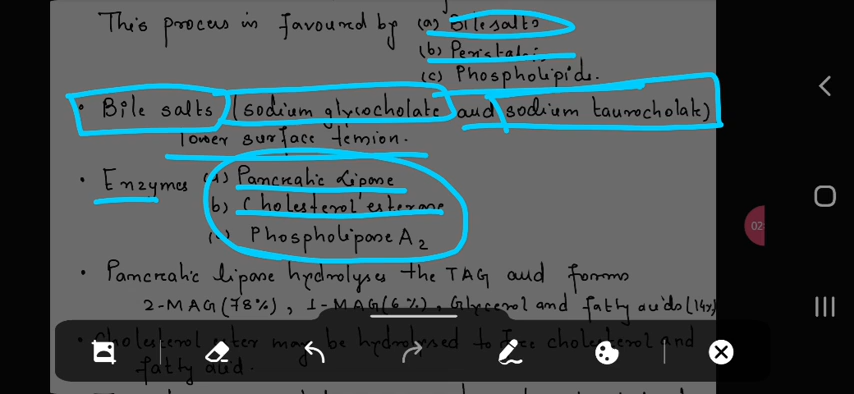 This process is favoured by (a) Bile salts
(b) Peristalsis
(c) Phospholipids.
• Bile salts (sodium glycocholate and sodium taurocholate)
lower surface tension.
• Enzymes (a) Pancreatic Lipase
b) Cholesterol esterase
(c) Phospholipase A2
• Pancreatic lipase hydrolyses the TAG and forms
2-MAG (78%), 1-MAG (6%), Glycerol and fatty acids (14%)
• Cholesterol ester may be hydrolysed to free cholesterol and
fatty acid.
02